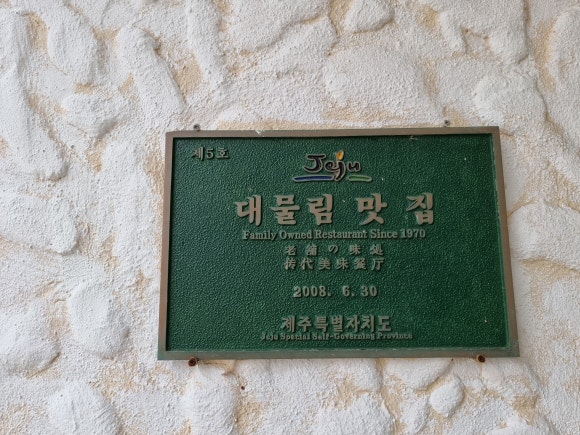 제5호
Jeju
대물림 맛 집
Family Owned Restaurant Since 1970
老舗の味処
传代美味餐厅
2008. 6. 30
제주특별자치도
Jeju Special Self-Governing Province